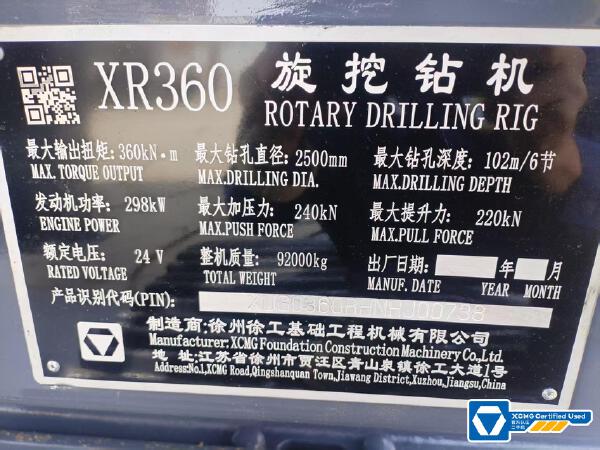 XR360 旋挖钻机
ROTARY DRILLING RIG
最大输出扭矩:360kN·m 最大钻孔直径:2500mm 最大钻孔深度:102m/6节
MAX.TORQUE OUTPUT MAX.DRILLING DIA. MAX.DRILLING DEPTH
发动机功率:298kW 最大加压力:240kN 最大提升力:220kN
ENGINE POWER MAX.PUSH FORCE MAX.PULL FORCE
额定电压:24V 整机质量:92000kg 出厂日期: 年 月
RATED VOLTAGE TOTAL WEIGHT MANUF. DATE YEAR MONTH
产品识别代码(PIN):
制造商:徐州徐工基础工程机械有限公司
Manufacturer:XCMG Foundation Construction Machinery Co.,Ltd.
地 址:江苏省徐州市贾汪区青山泉镇徐工大道1号
Address:No.1,XCMG Road,Qingshanquan Town,Jiawang District,Xuzhou,Jiangsu,China
XCMG Certified Used